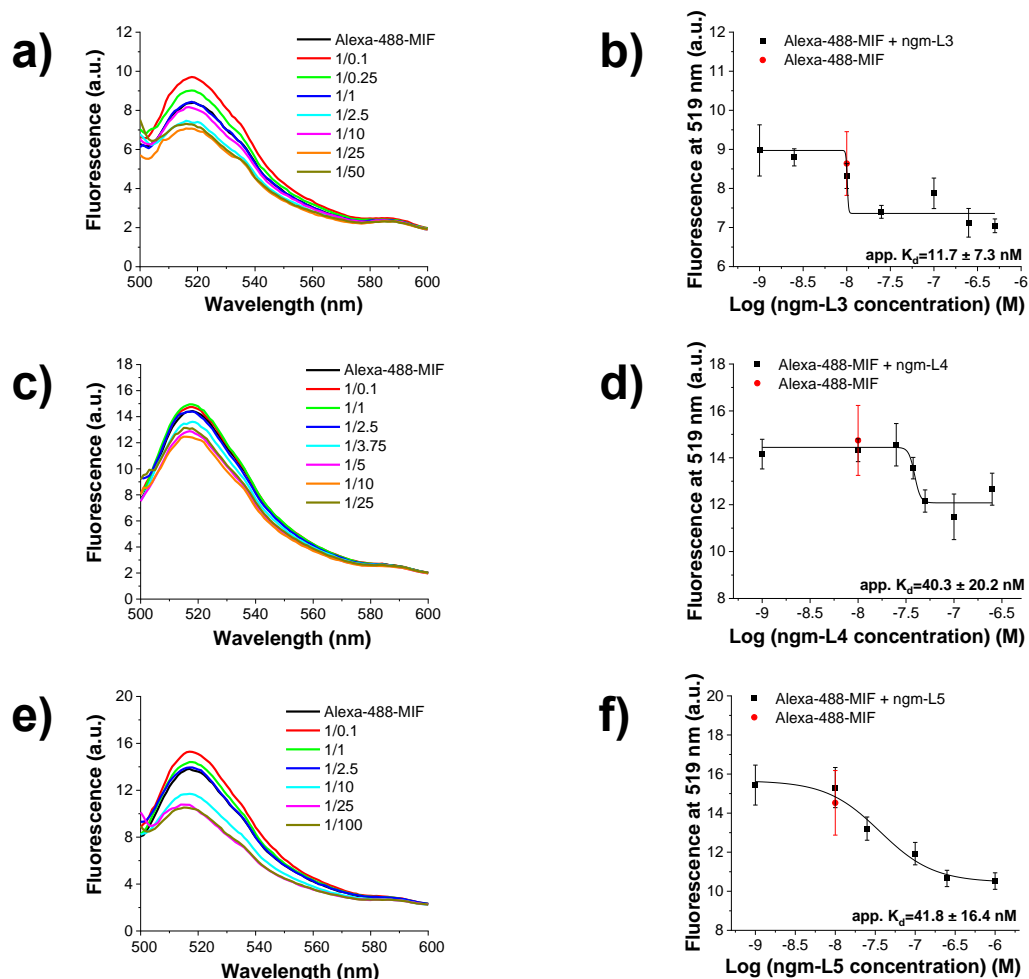 a)
Fluorescence (a.u.)
12
10
8
6
4
2
0
500 520 540 560 580 600
Wavelength (nm)
Alexa-488-MIF
1/0.1
1/0.25
1/1
1/2.5
1/10
1/25
1/50
b)
Fluorescence at 519 nm (a.u.)
12
11
10
9
8
7
6
-9 -8.5 -8 -7.5 -7 -6.5 -6
Log (ngm-L3 concentration) (M)
Alexa-488-MIF + ngm-L3
Alexa-488-MIF
app. Kd=11.7 ± 7.3 nM
c)
Fluorescence (a.u.)
18
16
14
12
10
8
6
4
2
0
500 520 540 560 580 600
Wavelength (nm)
Alexa-488-MIF
1/0.1
1/1
1/2.5
1/3.75
1/5
1/10
1/25
d)
Fluorescence at 519 nm (a.u.)
18
16
14
12
10
8
-9 -8.5 -8 -7.5 -7 -6.5
Log (ngm-L4 concentration) (M)
Alexa-488-MIF + ngm-L4
Alexa-488-MIF
app. Kd=40.3 ± 20.2 nM
e)
Fluorescence (a.u.)
20
16
12
8
4
0
500 520 540 560 580 600
Wavelength (nm)
Alexa-488-MIF
1/0.1
1/1
1/2.5
1/10
1/25
1/100
f)
Fluorescence at 519 nm (a.u.)
20
18
16
14
12
10
8
-9 -8.5 -8 -7.5 -7 -6.5 -6
Log (ngm-L5 concentration) (M)
Alexa-488-MIF + ngm-L5
Alexa-488-MIF
app. Kd=41.8 ± 16.4 nM